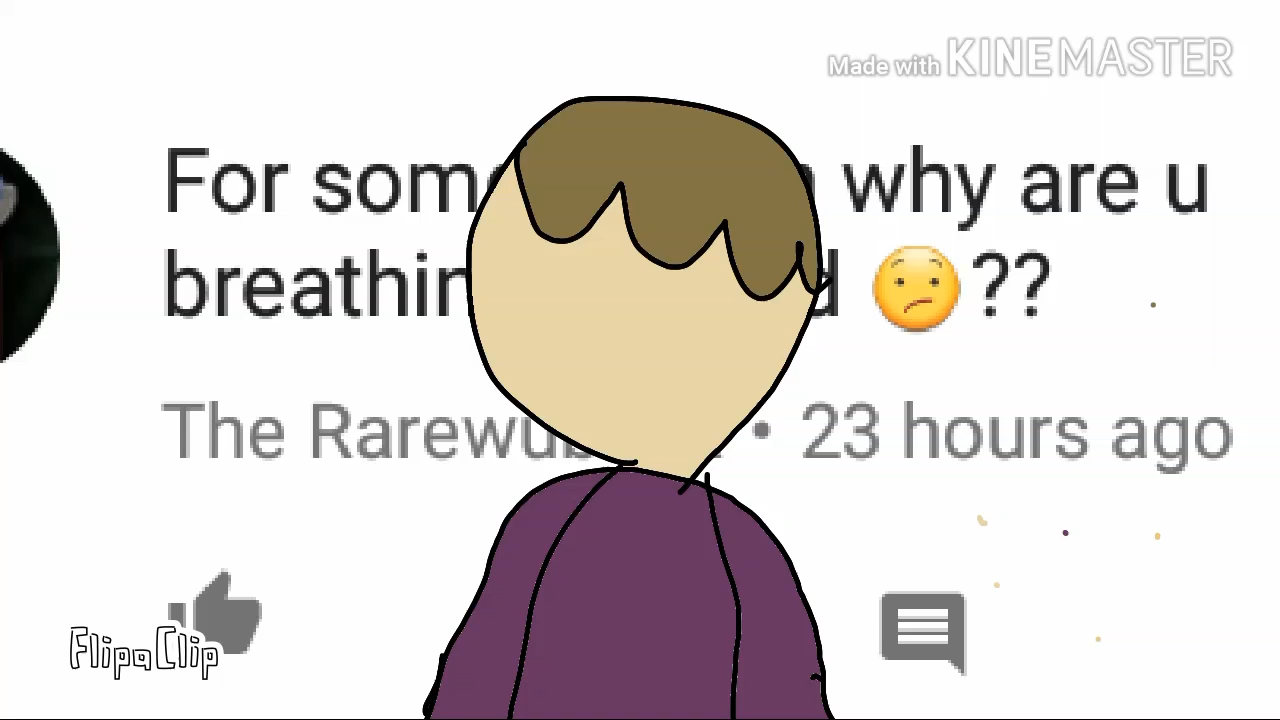 Made with KINEMASTER
For som why are u
breathin d 😕??
The Rarewu • 23 hours ago
FlipaClip